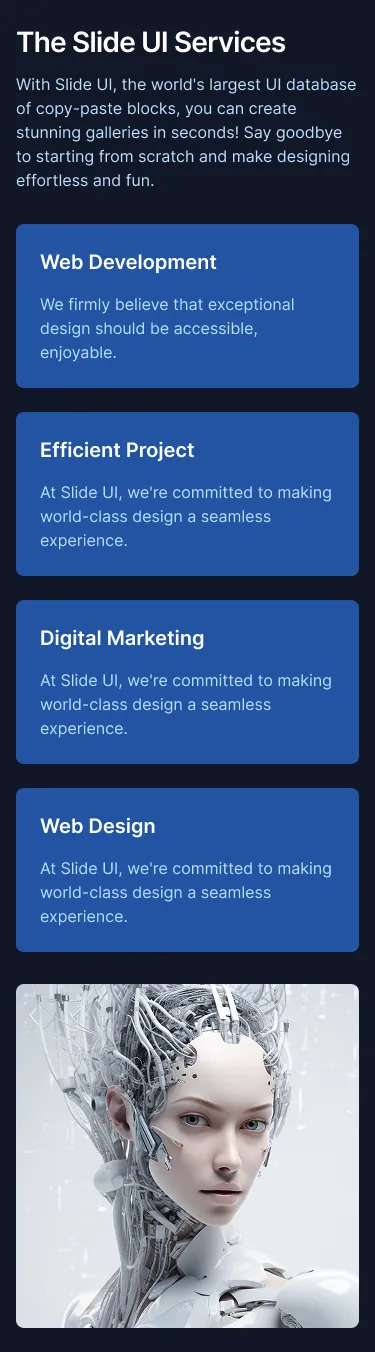 The Slide UI Services
With Slide UI, the world's largest UI database
of copy-paste blocks, you can create
stunning galleries in seconds! Say goodbye
to starting from scratch and make designing
effortless and fun.
Web Development
We firmly believe that exceptional
design should be accessible,
enjoyable.
Efficient Project
At Slide UI, we're committed to making
world-class design a seamless
experience.
Digital Marketing
At Slide UI, we're committed to making
world-class design a seamless
experience.
Web Design
At Slide UI, we're committed to making
world-class design a seamless
experience.